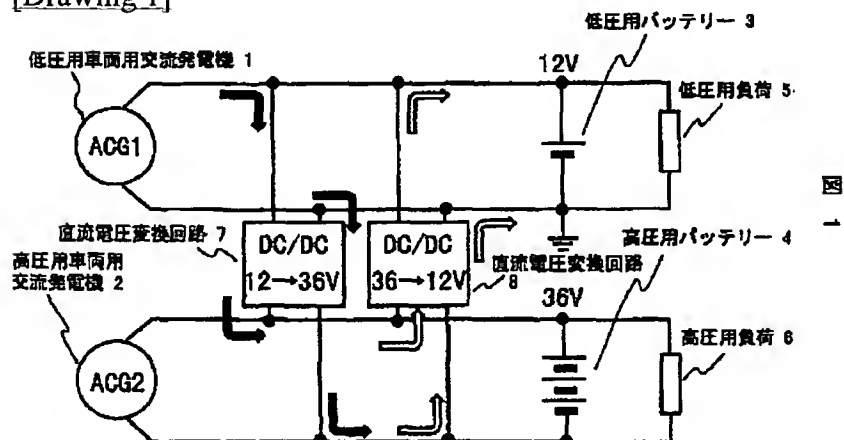 [Drawing 1]
低圧用バッテリー 3
低圧用車両用交流発電機 1
12V
低圧用負荷 5
ACG1
図 1
直流電圧変換回路 7
DC/DC
12→36V
DC/DC
36→12V
高圧用バッテリー 4
直流電圧変換回路
8
高圧用車両用
交流発電機 2
36V
高圧用負荷 6
ACG2